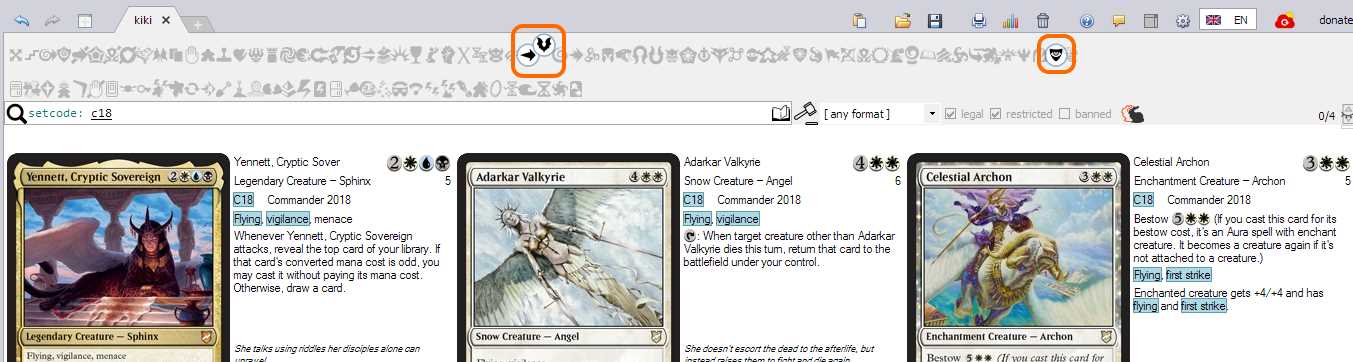 kiki
EN
donate
setcode: c18
[ any format ]
legal
restricted
banned
0/4
Yennett, Cryptic Sovereign 2
Yennett, Cryptic Sover 2
Legendary Creature – Sphinx 5
C18 Commander 2018
Flying, vigilance, menace
Whenever Yennett, Cryptic Sovereign
attacks, reveal the top card of your library. If
that card's converted mana cost is odd, you
may cast it without paying its mana cost.
Otherwise, draw a card.
Legendary Creature — Sphinx
She talks using riddles her disciples alone can
Flying, vigilance, menace
Adarkar Valkyrie 4
Adarkar Valkyrie 4
Snow Creature – Angel 6
C18 Commander 2018
Flying, vigilance
: When target creature other than Adarkar
Valkyrie dies this turn, return that card to the
battlefield under your control.
Snow Creature — Angel
She doesn't escort the dead to the afterlife, but
instead raises them to fight and die again
Celestial Archon 3
Celestial Archon 3
Enchantment Creature – Archon 5
C18 Commander 2018
Bestow 5 (If you cast this card for its
bestow cost, it's an Aura spell with enchant
creature. It becomes a creature again if it's
not attached to a creature.)
Flying, first strike
Enchanted creature gets +4/+4 and has
flying and first strike.
Enchantment Creature — Archon
Bestow 5 (If you cast this card for